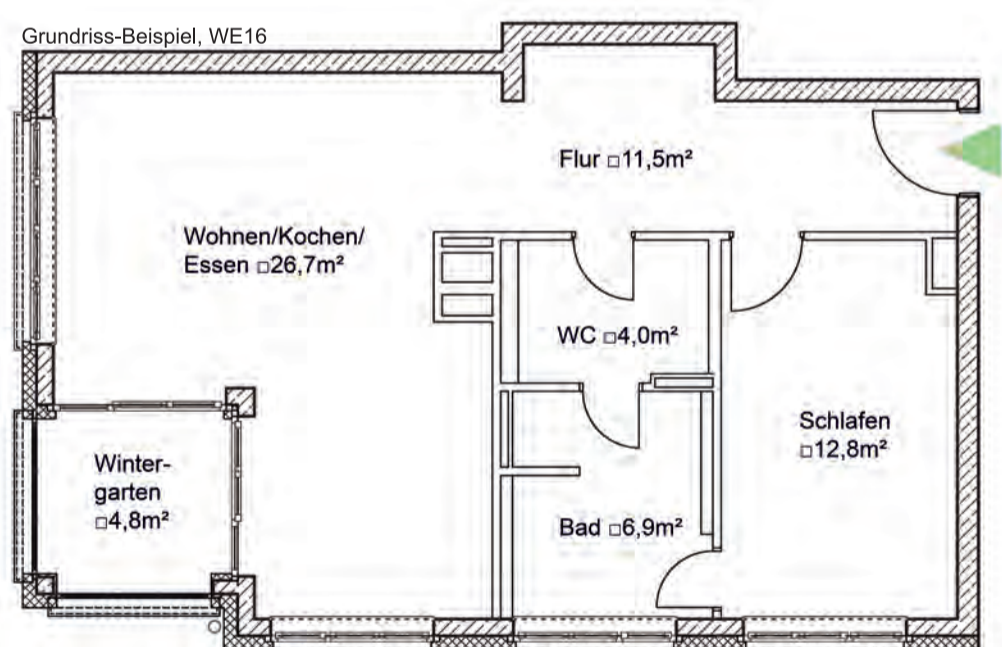 Grundriss-Beispiel, WE16
Flur □11,5m²
Wohnen/Kochen/
Essen □26,7m²
WC □4,0m²
Schlafen
□12,8m²
Winter-
garten
□4,8m²
Bad □6,9m²